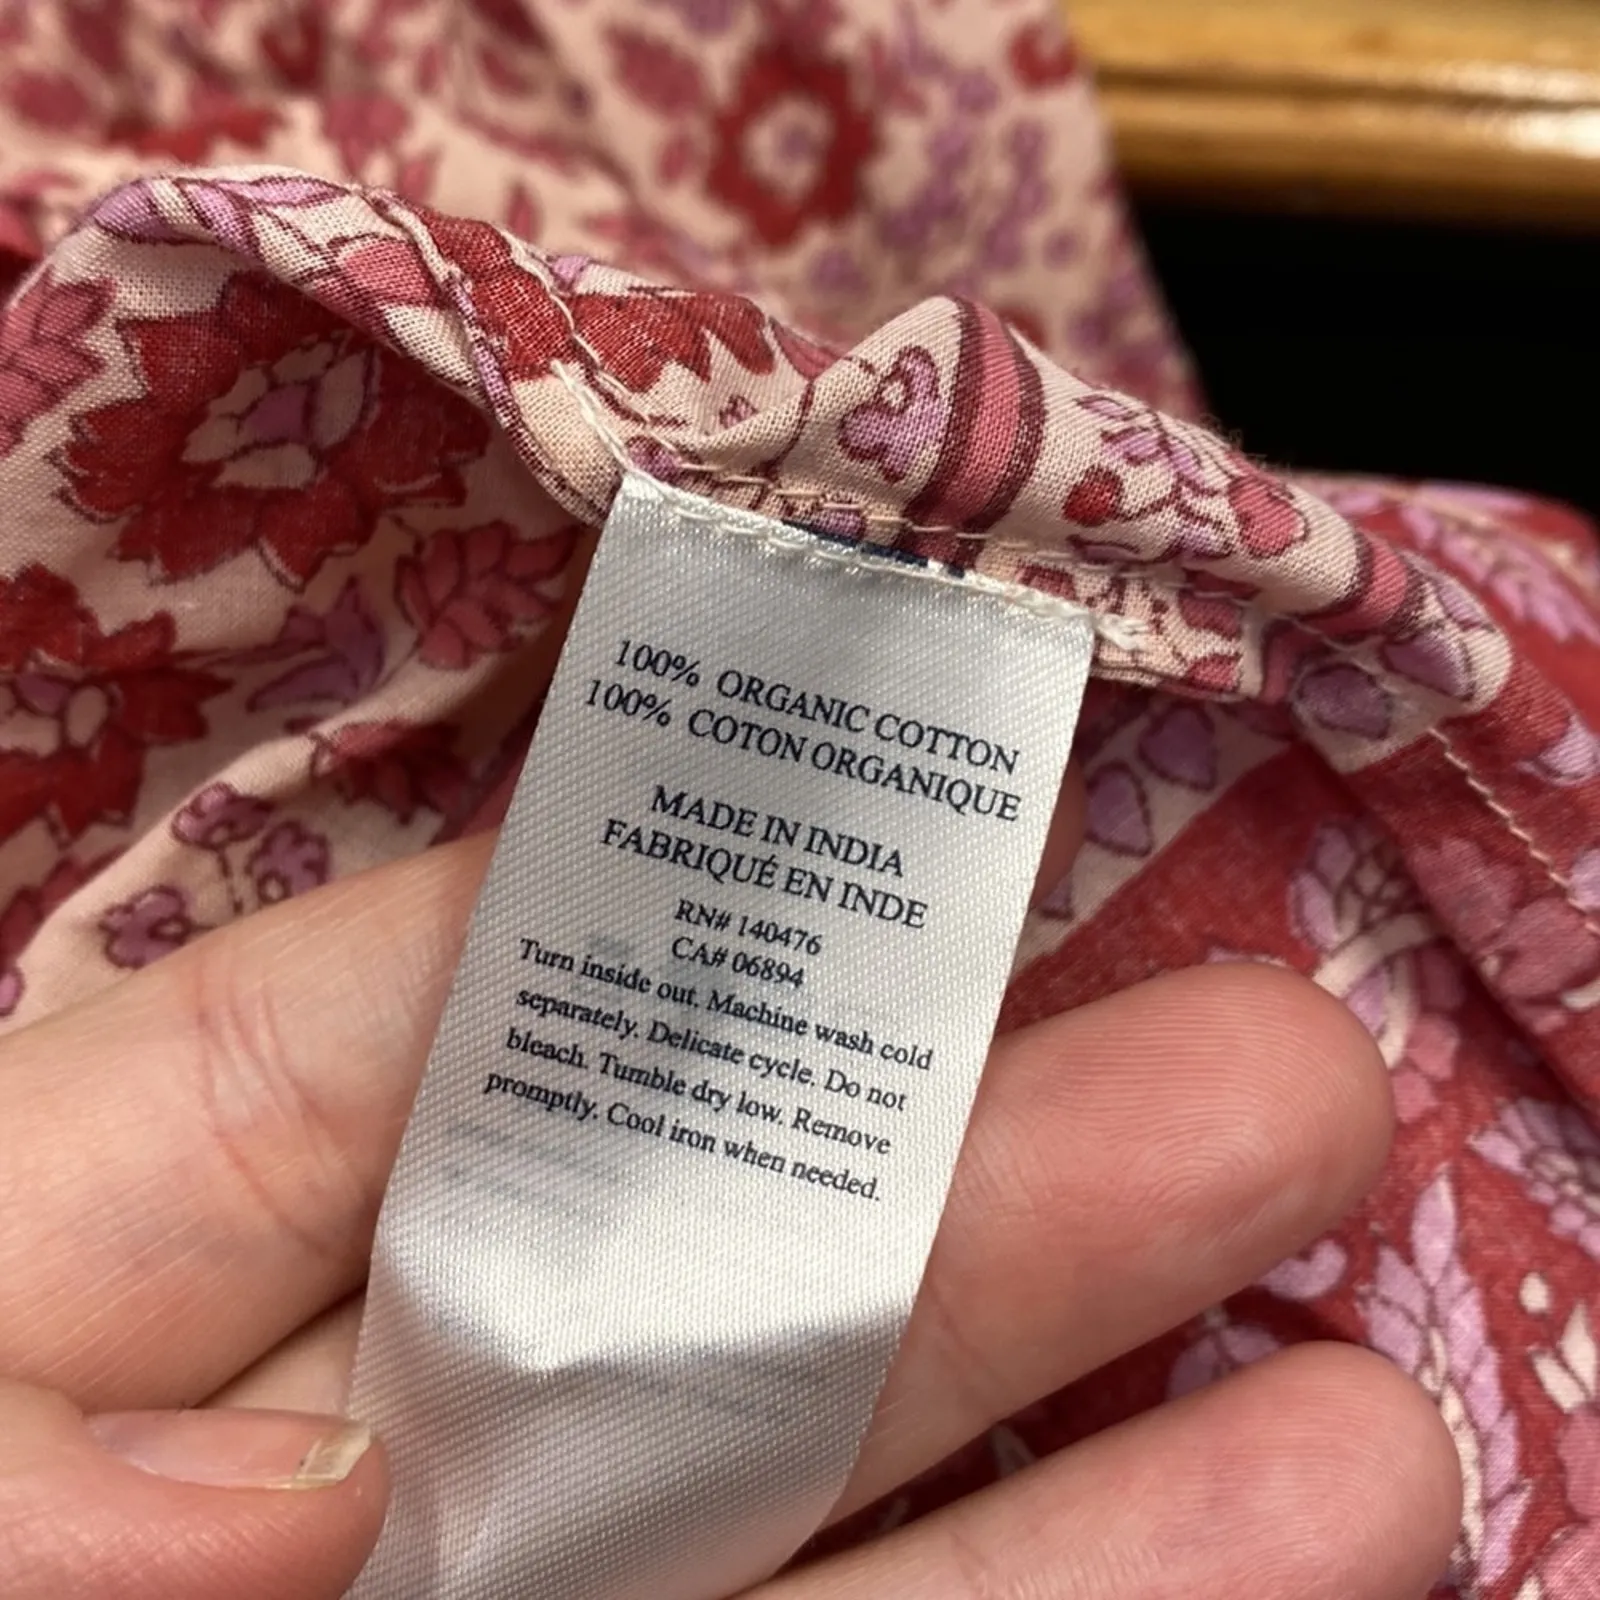 100% ORGANIC COTTON
100% COTON ORGANIQUE
MADE IN INDIA
FABRIQUÉ EN INDE
RN# 140476
CA# 06894
Turn inside out. Machine wash cold
separately. Delicate cycle. Do not
bleach. Tumble dry low. Remove
promptly. Cool iron when needed.